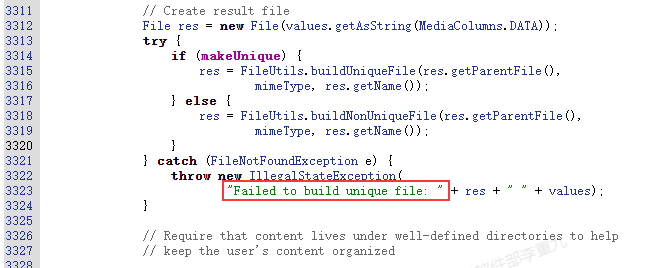 3311 // Create result file
3312 File res = new File(values.getAsString(MediaColumns.DATA));
3313 try {
3314 if (makeUnique) {
3315 res = FileUtils.buildUniqueFile(res.getParentFile(),
3316 mimeType, res.getName());
3317 } else {
3318 res = FileUtils.buildNonUniqueFile(res.getParentFile(),
3319 mimeType, res.getName());
3320 }
3321 } catch (FileNotFoundException e) {
3322 throw new IllegalStateException(
3323 "Failed to build unique file: " + res + " " + values);
3324 }
3325
3326 // Require that content lives under well-defined directories to help
3327 // keep the user's content organized